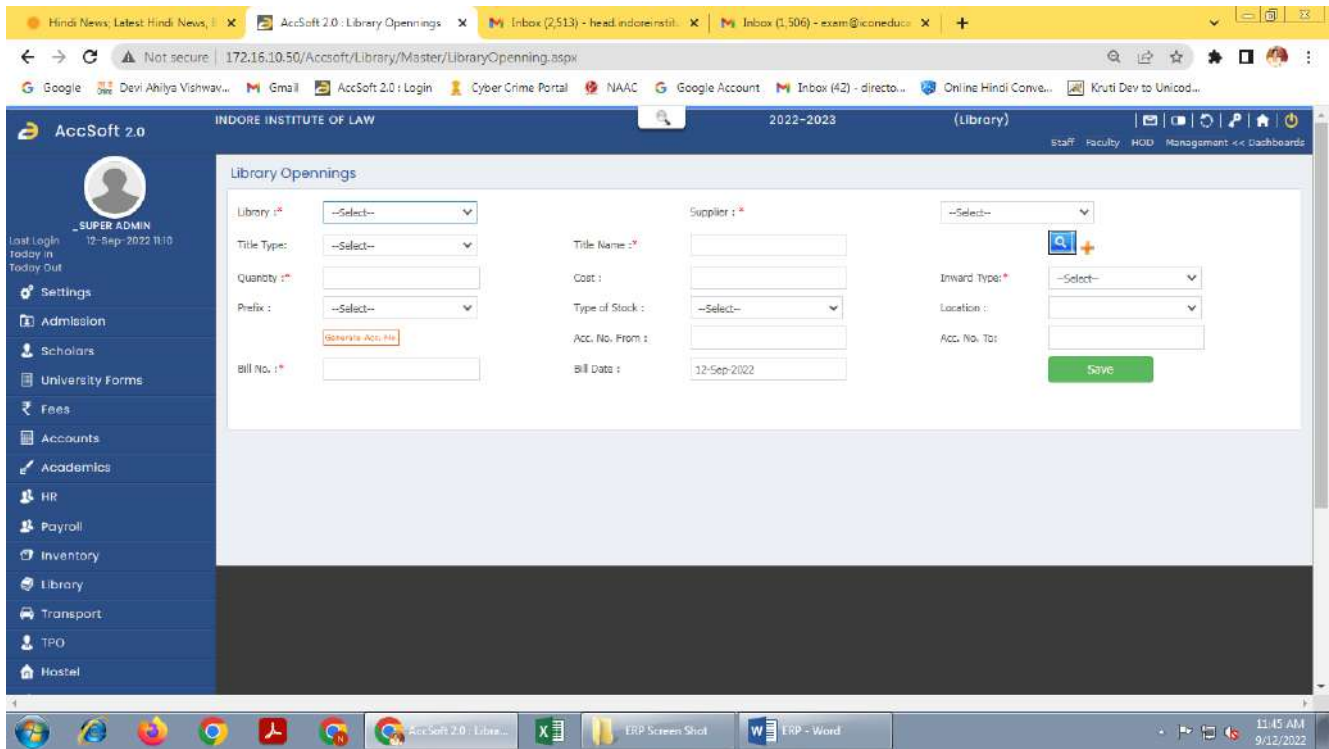 Hindi News; Latest Hindi News,
AccSoft 2.0 : Library Opennings
Inbox (2,513) - head.indoreinstit
Inbox (1,506) - exam@iconeduca
Not secure
172.16.10.50/Accsoft/Library/Master/LibraryOpenning.aspx
Google
Devi Ahilya Vishwav...
Gmail
AccSoft 2.0 : Login
Cyber Crime Portal
NAAC
Google Account
Inbox (42) - directo...
Online Hindi Conve...
Kruti Dev to Unicod...
AccSoft 2.0
INDORE INSTITUTE OF LAW
2022-2023
(Library)
Staff Faculty HOD Management << Dashboards
_SUPER ADMIN
Last Login 12-Sep-2022 11:10
Today In
Today Out
Settings
Admission
Scholars
University Forms
Fees
Accounts
Academics
HR
Payroll
Inventory
Library
Transport
TPO
Hostel
Library Opennings
Library :* --Select--
Supplier : * --Select--
Title Type: --Select--
Title Name :*
Quantity :*
Cost :
Inward Type:* --Select--
Prefix : --Select--
Type of Stock : --Select--
Location :
Generate Acc. No.
Acc. No. From :
Acc. No. To:
Bill No. :*
Bill Date : 12-Sep-2022
Save
AccSoft 2.0 : Libra...
ERP Screen Shot
ERP - Word
11:45 AM
9/12/2022